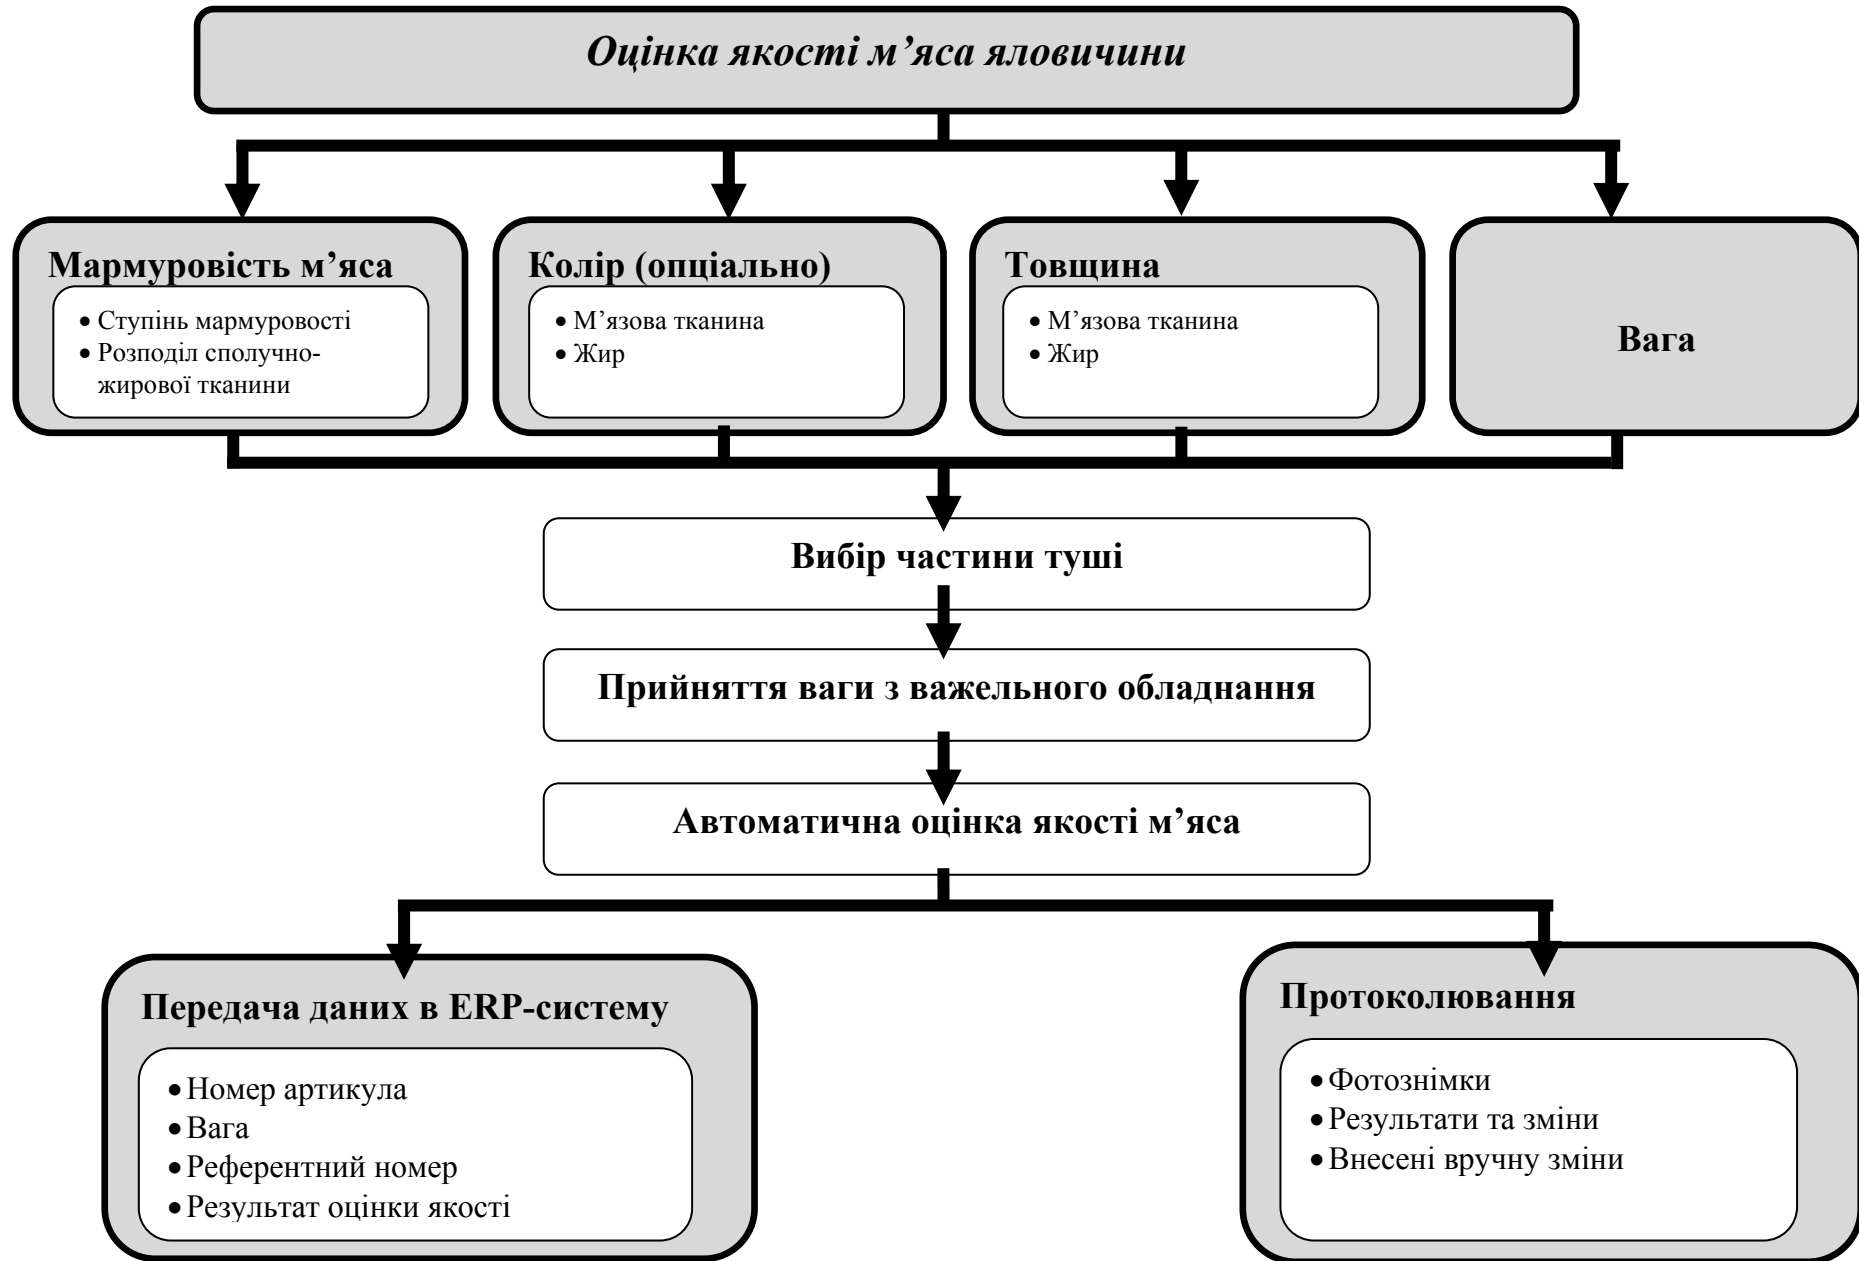 Оцінка якості м’яса яловичини
Мармуровість м’яса
• Ступінь мармуровості
• Розподіл сполучно-
жирової тканини
Колір (опціально)
• М’язова тканина
• Жир
Товщина
• М’язова тканина
• Жир
Вага
Вибір частини туші
Прийняття ваги з важельного обладнання
Автоматична оцінка якості м’яса
Передача даних в ERP-систему
• Номер артикула
• Вага
• Референтний номер
• Результат оцінки якості
Протоколювання
• Фотознімки
• Результати та зміни
• Внесені вручну зміни